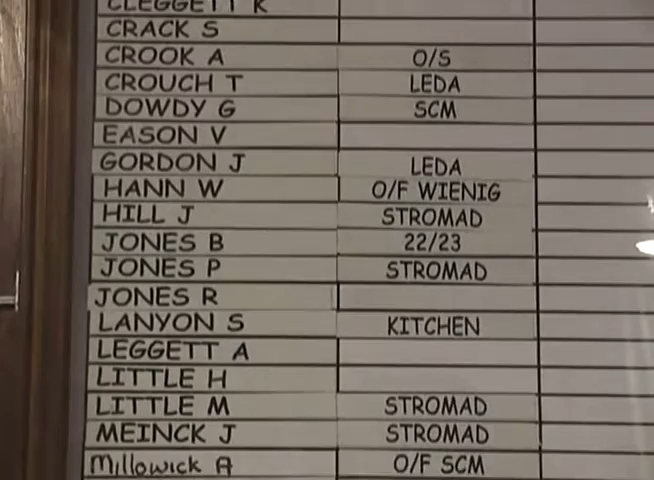 CLEGGETT K
CRACK S
CROOK A O/S
CROUCH T LEDA
DOWDY G SCM
EASON V
GORDON J LEDA
HANN W O/F WIENIG
HILL J STROMAD
JONES B 22/23
JONES P STROMAD
JONES R
LANYON S KITCHEN
LEGGETT A
LITTLE H
LITTLE M STROMAD
MEINCK J STROMAD
Millowick A O/F SCM